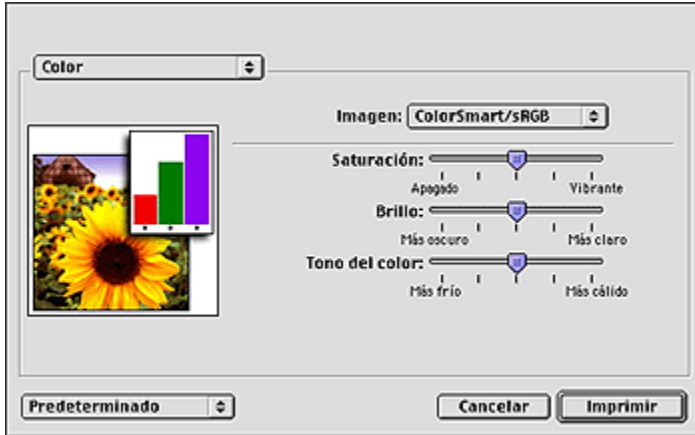 Color
Imagen: ColorSmart/sRGB
Saturación:
Apagado Vibrante
Brillo:
Más oscuro Más claro
Tono del color:
Más frío Más cálido
Predeterminado Cancelar Imprimir